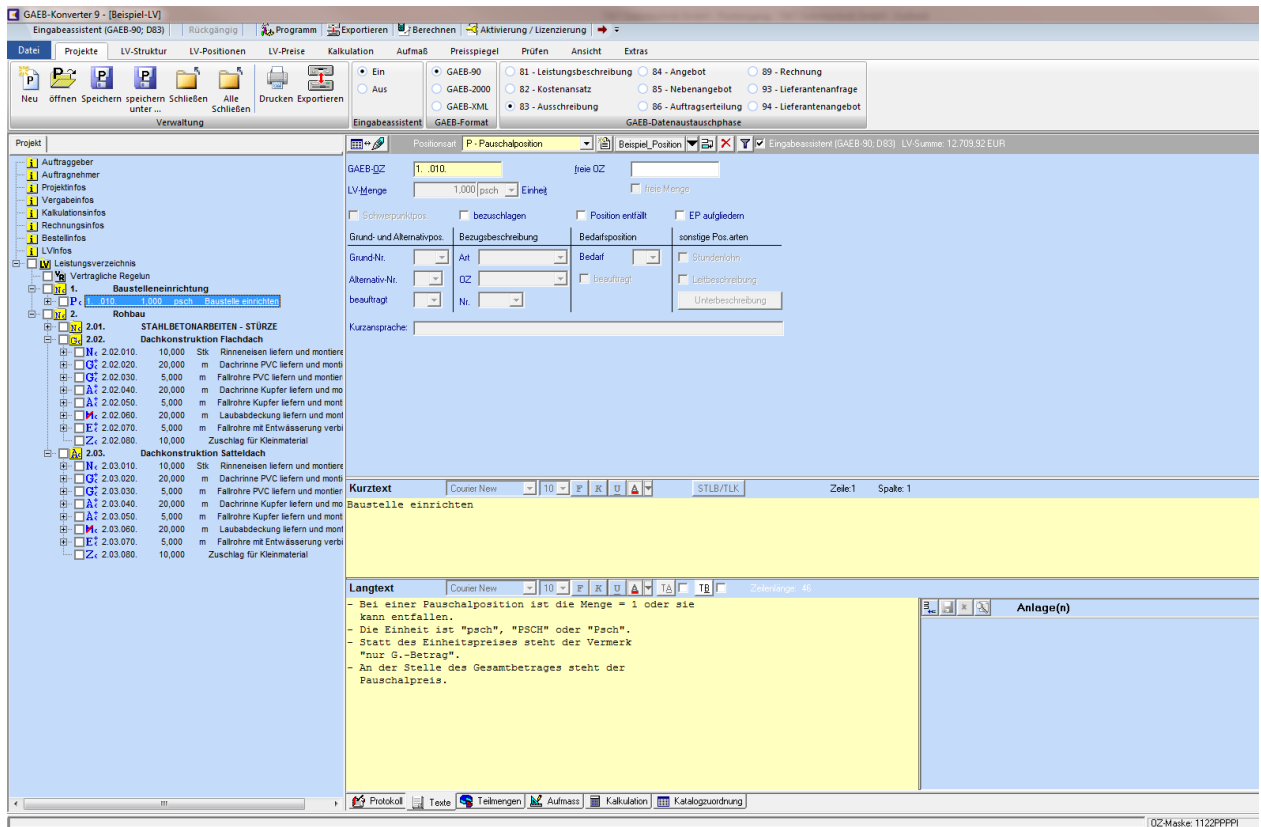 GAEB-Konverter 9 - [Beispiel-LV]
Eingabeassistent (GAEB-90; D83) Rückgängig Programm Exportieren Berechnen Aktivierung / Lizenzierung
Datei Projekte LV-Struktur LV-Positionen LV-Preise Kalkulation Aufmaß Preisspiegel Prüfen Ansicht Extras
Neu öffnen Speichern speichern unter ... Schließen Alle Schließen Drucken Exportieren
Verwaltung
Ein
Aus
Eingabeassistent
GAEB-90
GAEB-2000
GAEB-XML
GAEB-Format
81 - Leistungsbeschreibung 84 - Angebot 89 - Rechnung
82 - Kostenansatz 85 - Nebenangebot 93 - Lieferantenanfrage
83 - Ausschreibung 86 - Auftragserteilung 94 - Lieferantenangebot
GAEB-Datenaustauschphase
Projekt
Auftraggeber
Auftragnehmer
Projektinfos
Vergabeinfos
Kalkulationsinfos
Rechnungsinfos
Bestellinfos
LVinfos
LV Leistungsverzeichnis
VR Vertragliche Regelun
N 1. Baustelleneinrichtung
P 1. .010. 1,000 psch Baustelle einrichten
N 2. Rohbau
N 2.01. STAHLBETONARBEITEN - STÜRZE
G 2.02. Dachkonstruktion Flachdach
N 2.02.010. 10,000 Stk Rinneneisen liefern und montiere
G 2.02.020. 20,000 m Dachrinne PVC liefern und monti
G 2.02.030. 5,000 m Fallrohre PVC liefern und montier
A 2.02.040. 20,000 m Dachrinne Kupfer liefern und mo
A 2.02.050. 5,000 m Fallrohre Kupfer liefern und mont
M 2.02.060. 20,000 m Laubabdeckung liefern und mont
E 2.02.070. 5,000 m Fallrohre mit Entwässerung verbi
Z 2.02.080. 10,000 Zuschlag für Kleinmaterial
A 2.03. Dachkonstruktion Satteldach
N 2.03.010. 10,000 Stk Rinneneisen liefern und montiere
G 2.03.020. 20,000 m Dachrinne PVC liefern und monti
G 2.03.030. 5,000 m Fallrohre PVC liefern und montier
A 2.03.040. 20,000 m Dachrinne Kupfer liefern und mo
A 2.03.050. 5,000 m Fallrohre Kupfer liefern und mont
M 2.03.060. 20,000 m Laubabdeckung liefern und mont
E 2.03.070. 5,000 m Fallrohre mit Entwässerung verbi
Z 2.03.080. 10,000 Zuschlag für Kleinmaterial
Positionsart P - Pauschalposition Beispiel_Position Eingabeassistent (GAEB-90; D83) LV-Summe: 12.709,92 EUR
GAEB-OZ 1. .010. freie OZ
LV-Menge 1,000 psch Einheit freie Menge
Schwerpunktpos. bezuschlagen Position entfällt EP aufgliedern
Grund- und Alternativpos. Bezugsbeschreibung Bedarfsposition sonstige Pos.arten
Grund-Nr. Art Bedarf Stundenlohn
Alternativ-Nr. OZ beauftragt Leitbeschreibung
beauftragt Nr. Unterbeschreibung
Kurzansprache:
Kurztext Courier New 10 F K U A STLB/TLK Zeile:1 Spalte: 1
Baustelle einrichten
Langtext Courier New 10 F K U A TA TB Zeilenlänge: 46
- Bei einer Pauschalposition ist die Menge = 1 oder sie
kann entfallen.
- Die Einheit ist "psch", "PSCH" oder "Psch".
- Statt des Einheitspreises steht der Vermerk
"nur G.-Betrag".
- An der Stelle des Gesamtbetrages steht der
Pauschalpreis.
Anlage(n)
Protokoll Texte Teilmengen Aufmass Kalkulation Katalogzuordnung
OZ-Maske: 1122PPPPI